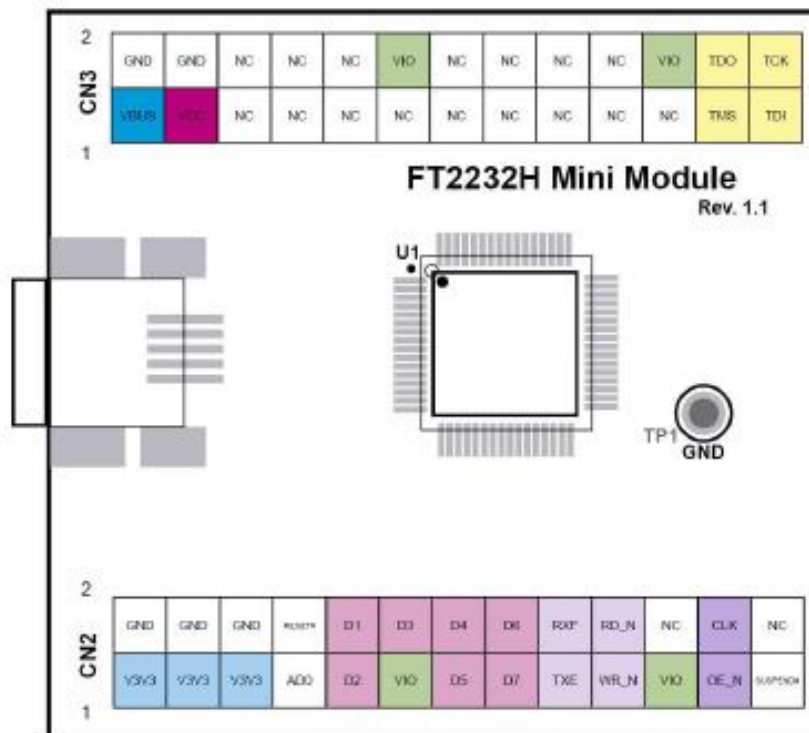 2
GND GND NC NC NC VIO NC NC NC NC VIO TDO TCK
CN3
VBUS VCC NC NC NC NC NC NC NC NC NC TMS TDI
1
FT2232H Mini Module
Rev. 1.1
U1
TP1
GND
2
GND GND GND RESET# D1 D3 D4 D6 RXF RD_N NC CLK NC
CN2
V3V3 V3V3 V3V3 AD0 D2 VIO D5 D7 TXE WR_N VIO OE_N SUSPEND#
1